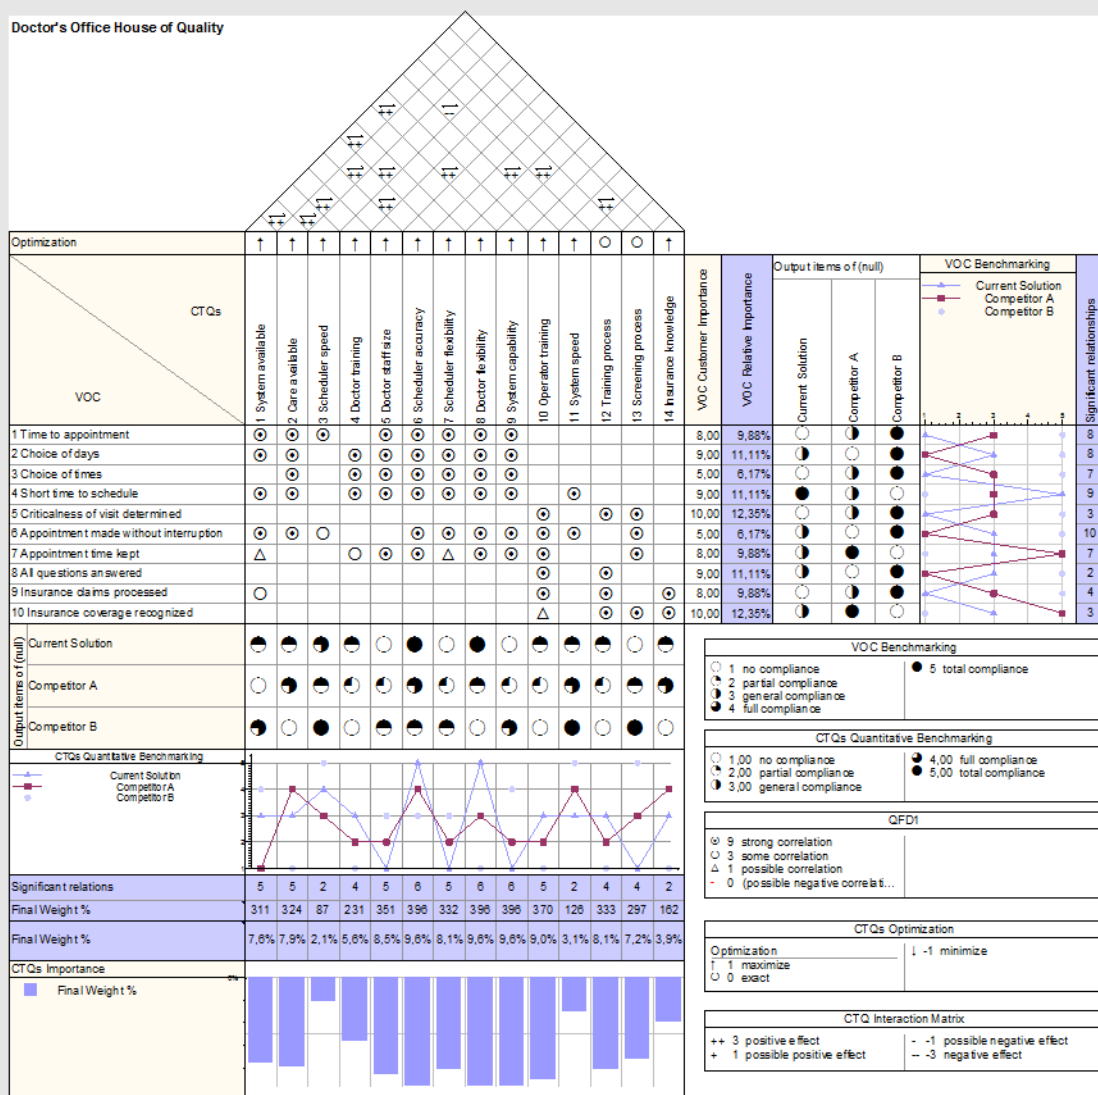 Doctor's Office House of Quality
Optimization
CTQs
VOC
1 System available
2 Care available
3 Scheduler speed
4 Doctor training
5 Doctor staff size
6 Scheduler accuracy
7 Scheduler flexibility
8 Doctor flexibility
9 System capability
10 Operator training
11 System speed
12 Training process
13 Screening process
14 Insurance knowledge
VOC Customer Importance
VOC Relative Importance
Output items of (null)
Current Solution
Competitor A
Competitor B
VOC Benchmarking
Current Solution
Competitor A
Competitor B
1 2 3 4 5
Significant relationships
1 Time to appointment 8,00 9,88% 8
2 Choice of days 9,00 11,11% 8
3 Choice of times 5,00 6,17% 7
4 Short time to schedule 9,00 11,11% 9
5 Criticalness of visit determined 10,00 12,35% 3
6 Appointment made without interruption 5,00 6,17% 10
7 Appointment time kept 8,00 9,88% 7
8 All questions answered 9,00 11,11% 2
9 Insurance claims processed 8,00 9,88% 4
10 Insurance coverage recognized 10,00 12,35% 3
Output items of (null)
Current Solution
Competitor A
Competitor B
CTQs Quantitative Benchmarking
Current Solution
Competitor A
Competitor B
Significant relations 5 5 2 4 5 6 5 6 6 5 2 4 4 2
Final Weight % 311 324 87 231 351 396 332 396 396 370 126 333 297 162
Final Weight % 7,6% 7,9% 2,1% 5,6% 8,5% 9,6% 8,1% 9,6% 9,6% 9,0% 3,1% 8,1% 7,2% 3,9%
CTQs Importance
Final Weight %
VOC Benchmarking
1 no compliance
2 partial compliance
3 general compliance
4 full compliance
5 total compliance
CTQs Quantitative Benchmarking
1,00 no compliance
2,00 partial compliance
3,00 general compliance
4,00 full compliance
5,00 total compliance
QFD1
9 strong correlation
3 some correlation
1 possible correlation
- 0 (possible negative correlati...
CTQs Optimization
Optimization
↑ 1 maximize
0 exact
↓ -1 minimize
CTQ Interaction Matrix
++ 3 positive effect
+ 1 possible positive effect
- -1 possible negative effect
-- -3 negative effect